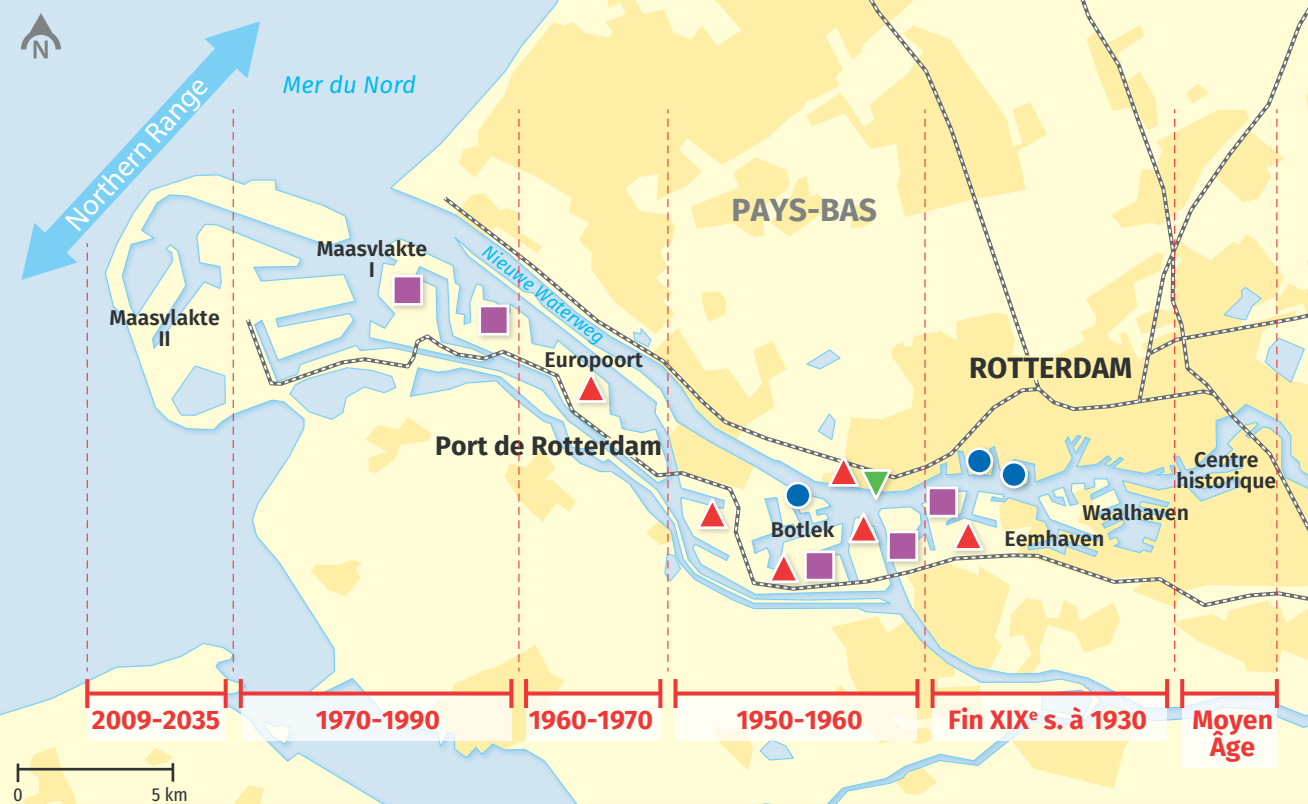 N
Northern Range
Mer du Nord
PAYS-BAS
Maasvlakte
I
Maasvlakte
II
Nieuwe Waterweg
Europoort
ROTTERDAM
Port de Rotterdam
Centre
historique
Botlek
Waalhaven
Eemhaven
2009-2035
1970-1990
1960-1970
1950-1960
Fin XIXᵉ s. à 1930
Moyen
Âge
0
5 km